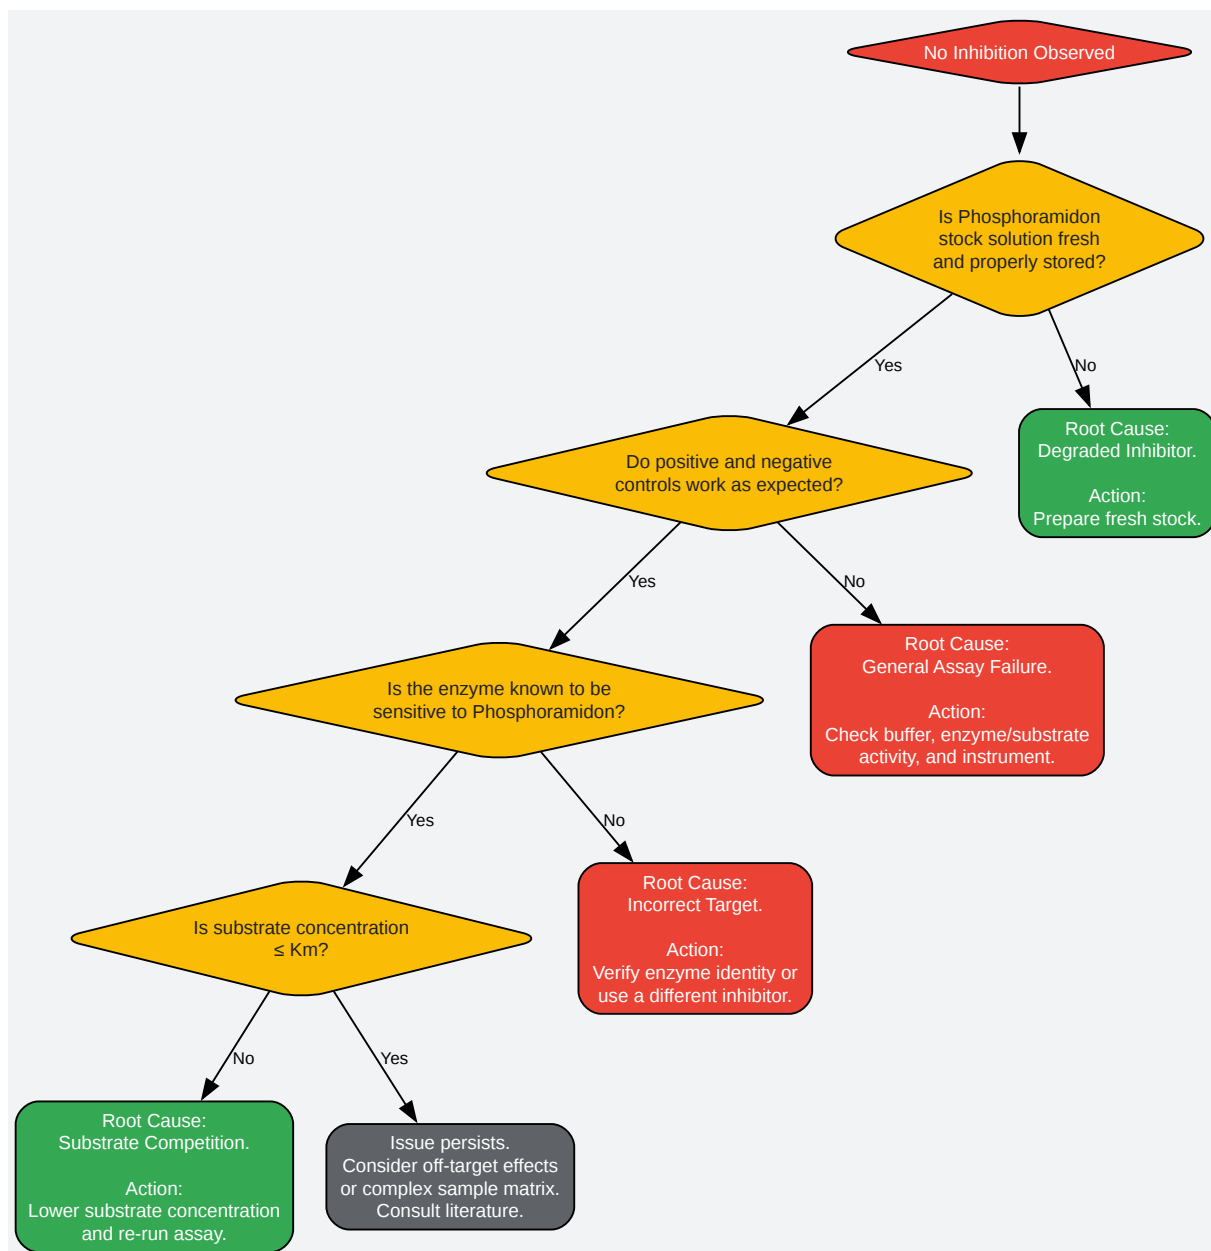 No Inhibition Observed
Is Phosphoramidon
stock solution fresh
and properly stored?
Yes
No
Root Cause:
Degraded Inhibitor.
Action:
Prepare fresh stock.
Do positive and negative
controls work as expected?
Yes
No
Root Cause:
General Assay Failure.
Action:
Check buffer, enzyme/substrate
activity, and instrument.
Is the enzyme known to be
sensitive to Phosphoramidon?
Yes
No
Root Cause:
Incorrect Target.
Action:
Verify enzyme identity or
use a different inhibitor.
Is substrate concentration
≤ Km?
No
Yes
Root Cause:
Substrate Competition.
Action:
Lower substrate concentration
and re-run assay.
Issue persists.
Consider off-target effects
or complex sample matrix.
Consult literature.